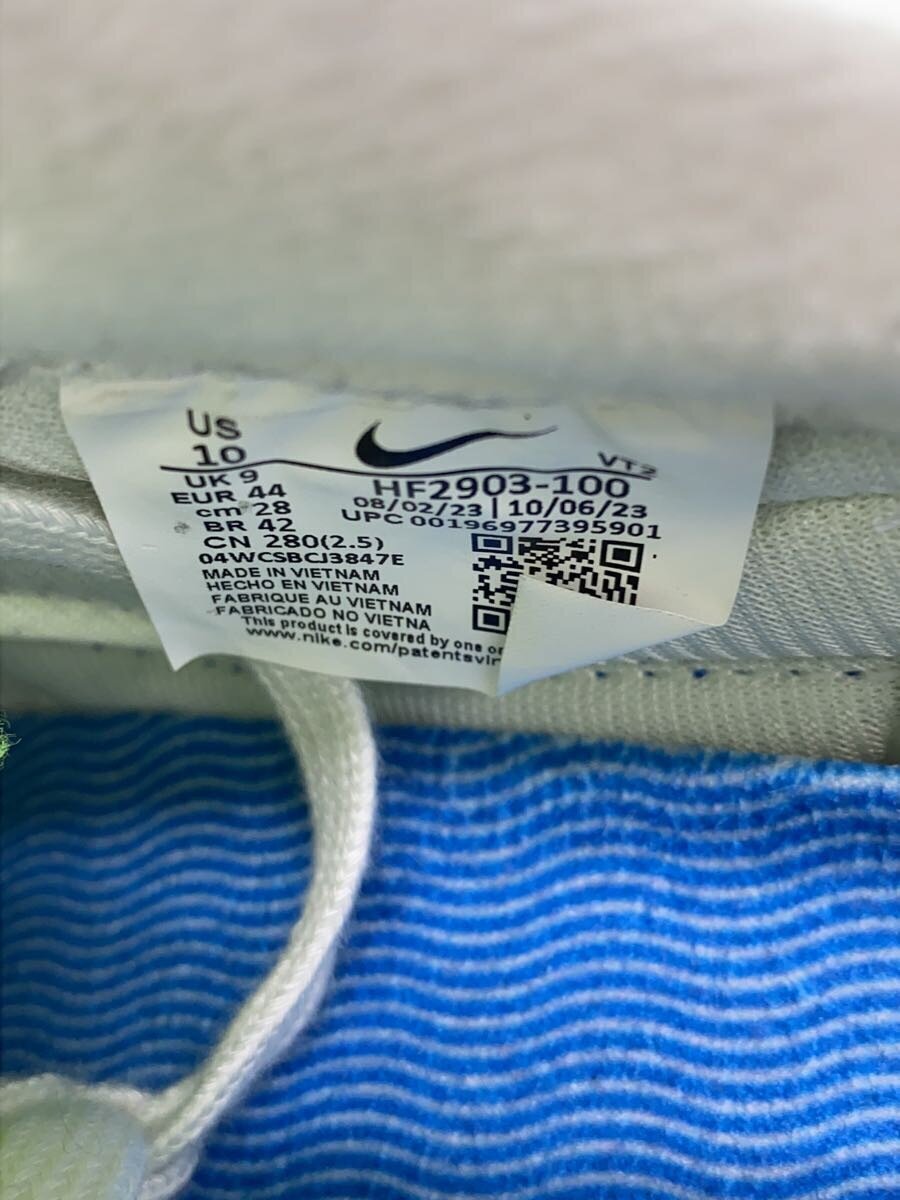 US
10
VT2
UK 9
HF2903-100
EUR 44
08/02/23 | 10/06/23
cm 28
UPC 00196977395901
BR 42
CN 280(2.5)
04WCSBCJ3847E
MADE IN VIETNAM
HECHO EN VIETNAM
FABRIQUE AU VIETNAM
FABRICADO NO VIETNA
This product is covered by one or
www.nike.com/patentsvir